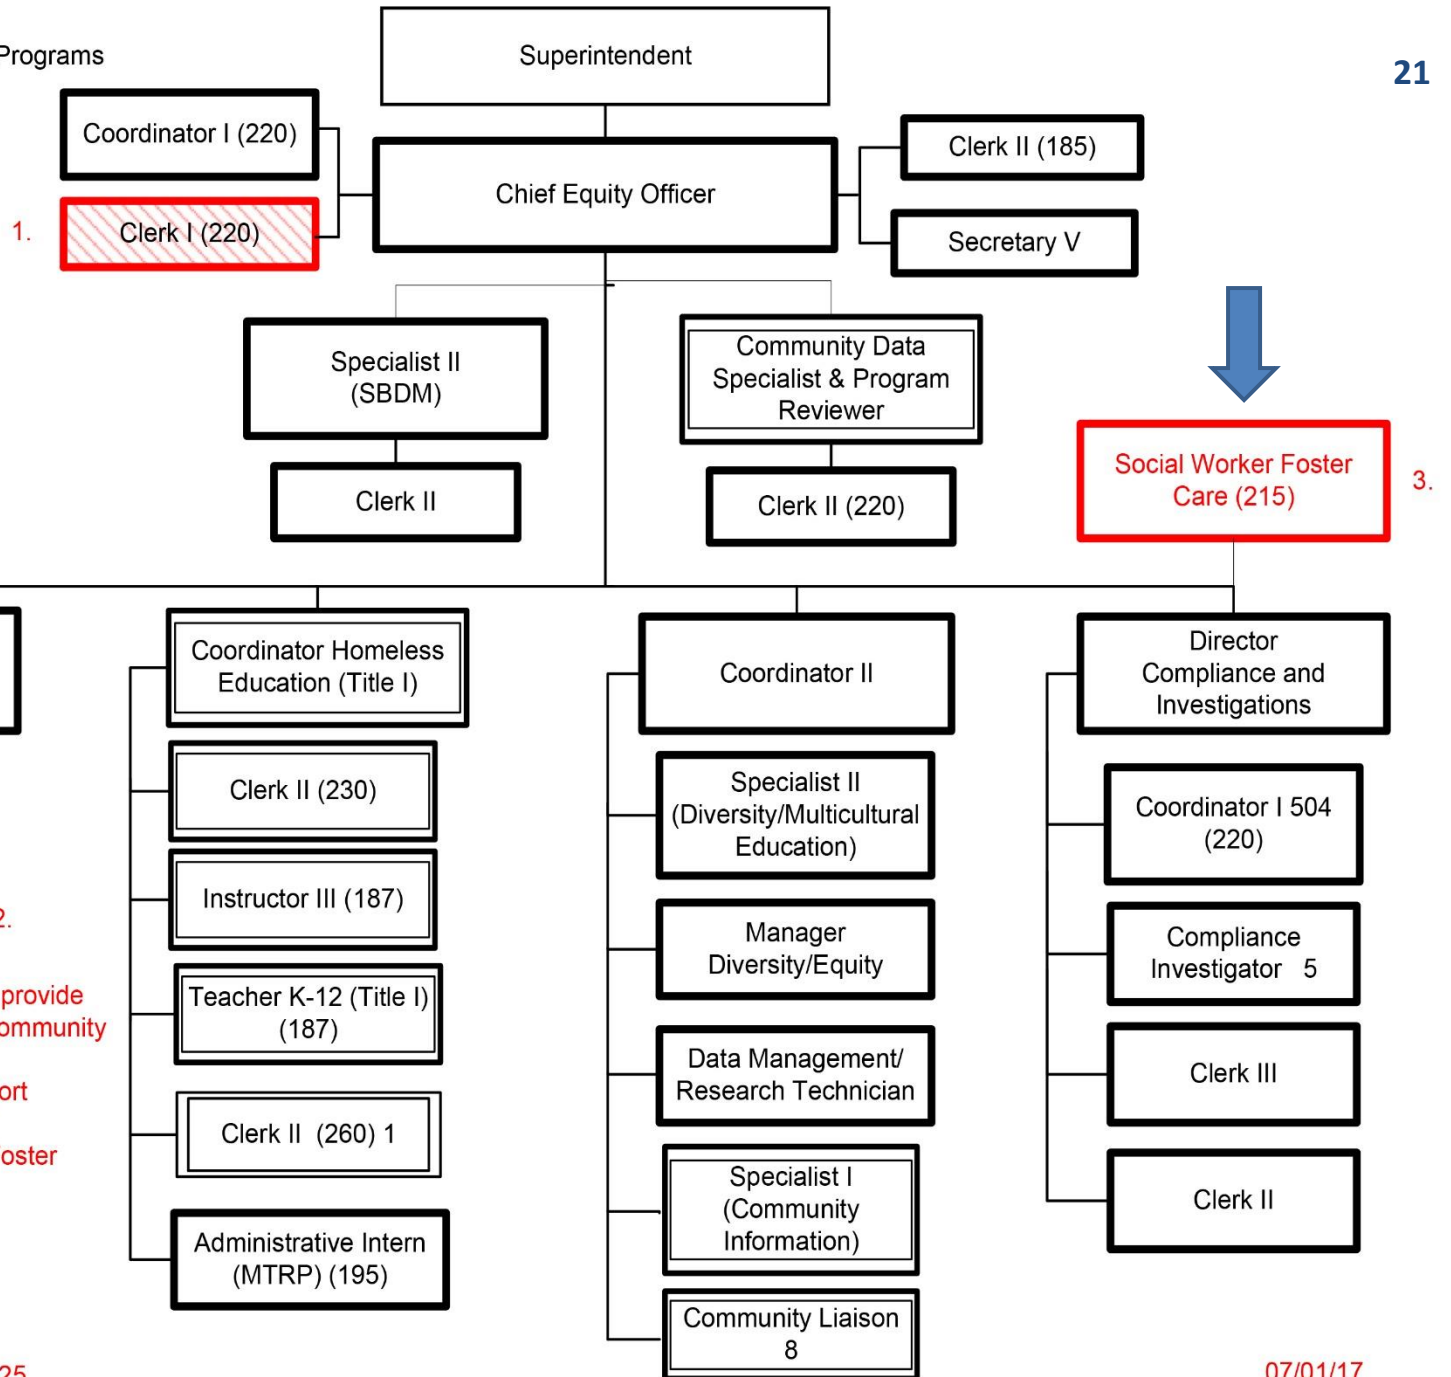 Programs
Superintendent
21
Coordinator I (220)
Chief Equity Officer
Clerk II (185)
1.
Clerk I (220)
Secretary V
Specialist II
(SBDM)
Community Data
Specialist & Program
Reviewer
Clerk II
Clerk II (220)
Social Worker Foster
Care (215)
3.
Coordinator Homeless
Education (Title I)
Clerk II (230)
Instructor III (187)
Teacher K-12 (Title I)
(187)
Clerk II (260) 1
Administrative Intern
(MTRP) (195)
Coordinator II
Specialist II
(Diversity/Multicultural
Education)
Manager
Diversity/Equity
Data Management/
Research Technician
Specialist I
(Community
Information)
Community Liaison
8
Director
Compliance and
Investigations
Coordinator I 504
(220)
Compliance
Investigator 5
Clerk III
Clerk II
2.
provide
ommunity
ort
oster
25
07/01/17